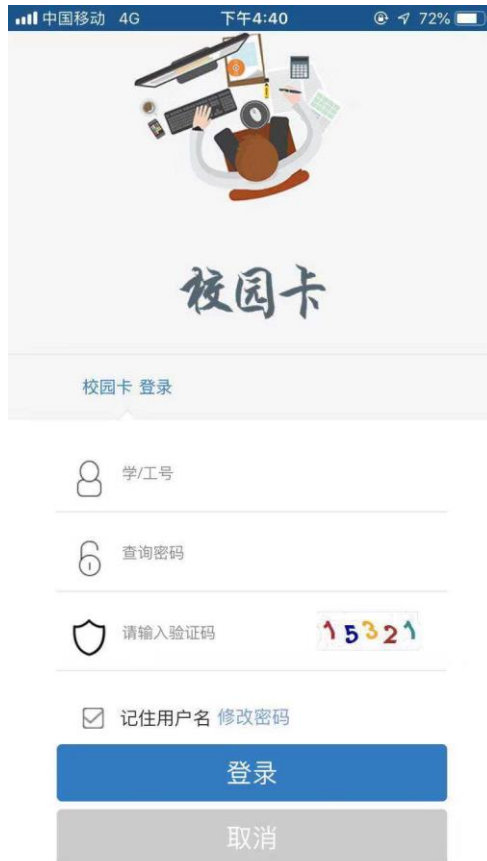 中国移动 4G 下午4:40 72%
校园卡
校园卡 登录
学/工号
查询密码
请输入验证码 15321
记住用户名 修改密码
登录
取消